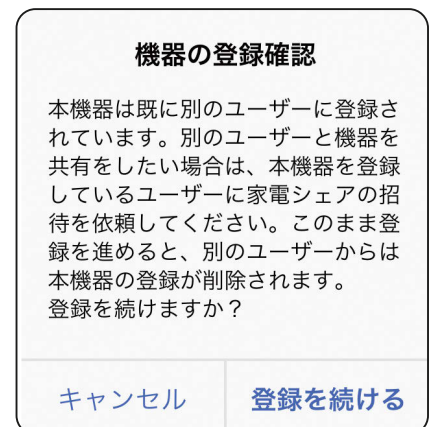 機器の登録確認
本機器は既に別のユーザーに登録さ
れています。別のユーザーと機器を
共有をしたい場合は、本機器を登録
しているユーザーに家電シェアの招
待を依頼してください。このまま登
録を進めると、別のユーザーからは
本機器の登録が削除されます。
登録を続けますか？
キャンセル
登録を続ける